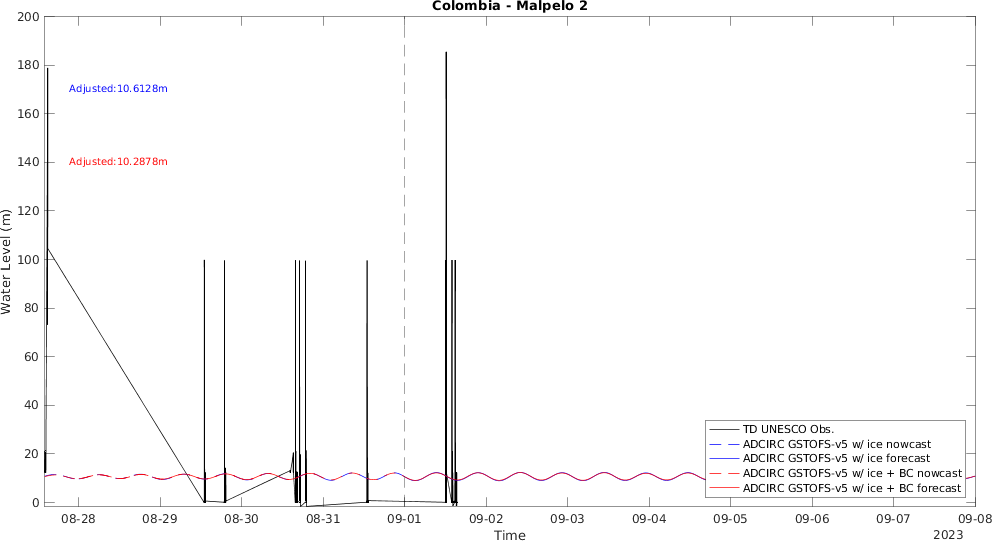 Colombia - Malpelo 2
200
180
160
140
120
100
80
60
40
20
0
Water Level (m)
Adjusted:10.6128m
Adjusted:10.2878m
TD UNESCO Obs.
ADCIRC GSTOFS-v5 w/ ice nowcast
ADCIRC GSTOFS-v5 w/ ice forecast
ADCIRC GSTOFS-v5 w/ ice + BC nowcast
ADCIRC GSTOFS-v5 w/ ice + BC forecast
08-28 08-29 08-30 08-31 09-01 09-02 09-03 09-04 09-05 09-06 09-07 09-08
Time
2023